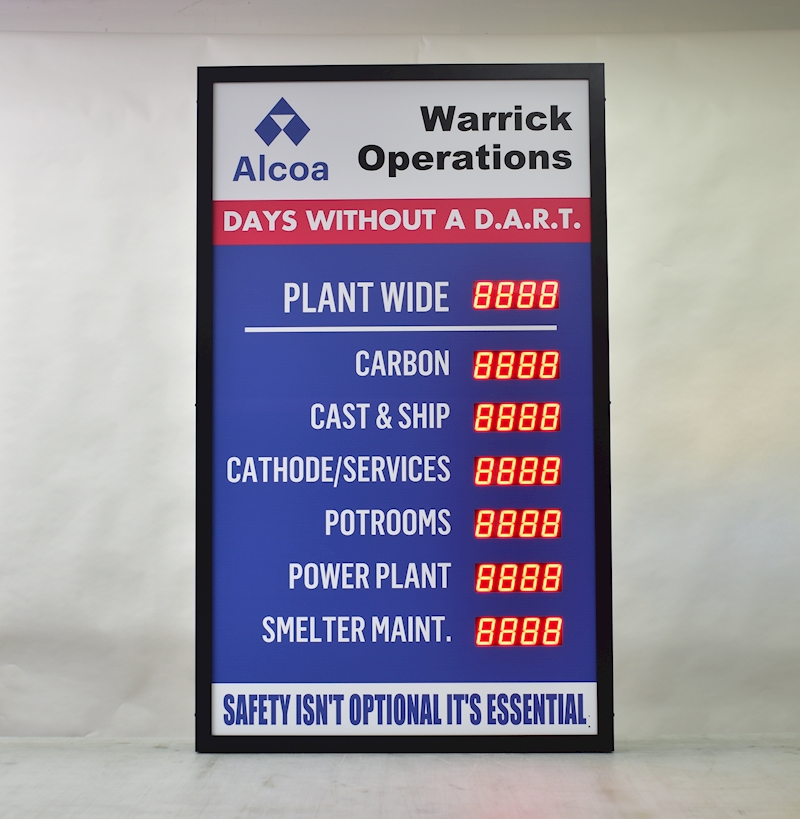 Alcoa
Warrick
Operations
DAYS WITHOUT A D.A.R.T.
PLANT WIDE 8888
CARBON 8888
CAST & SHIP 8888
CATHODE/SERVICES 8888
POTROOMS 8888
POWER PLANT 8888
SMELTER MAINT. 8888
SAFETY ISN'T OPTIONAL IT'S ESSENTIAL